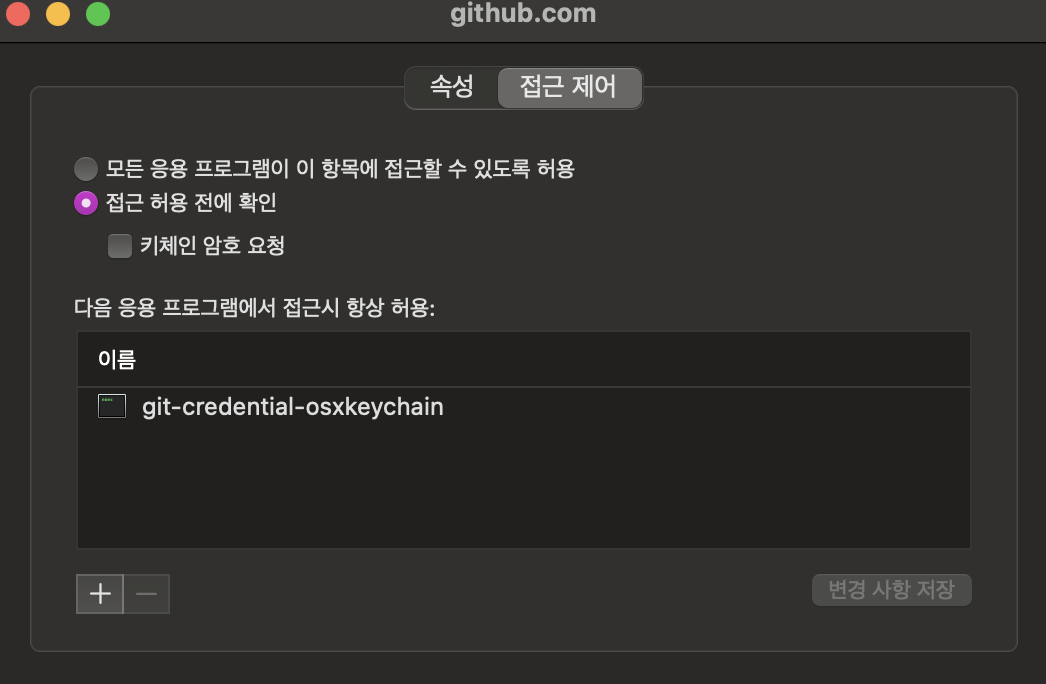 github.com
속성
접근 제어
모든 응용 프로그램이 이 항목에 접근할 수 있도록 허용
접근 허용 전에 확인
키체인 암호 요청
다음 응용 프로그램에서 접근시 항상 허용:
이름
git-credential-osxkeychain
변경 사항 저장